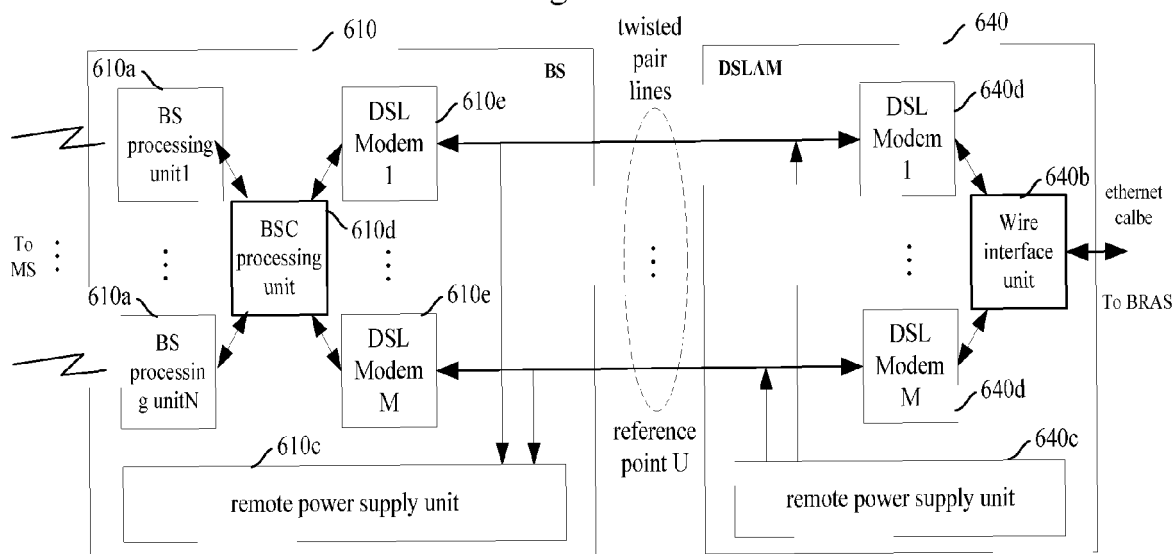 610
BS
610a
BS
processing
unit1
DSL
Modem
1
610e
twisted
pair
lines
640
DSLAM
DSL
Modem
1
640d
640b
Wire
interface
unit
ethernet
calbe
To BRAS
To
MS
BSC
processing
unit
610d
610a
BS
processin
g unitN
610e
DSL
Modem
M
DSL
Modem
M
640d
reference
point U
610c
remote power supply unit
640c
remote power supply unit